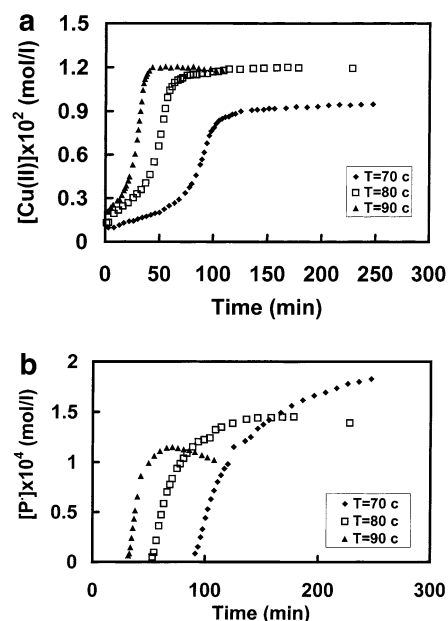 a
[Cu(II)]x10² (mol/l)
1.5
1.2
0.9
0.6
0.3
0
T=70 c
T=80 c
T=90 c
0 50 100 150 200 250 300
Time (min)
b
[P·]x10⁴ (mol/l)
2
1.5
1
0.5
0
T=70 c
T=80 c
T=90 c
0 100 200 300
Time (min)